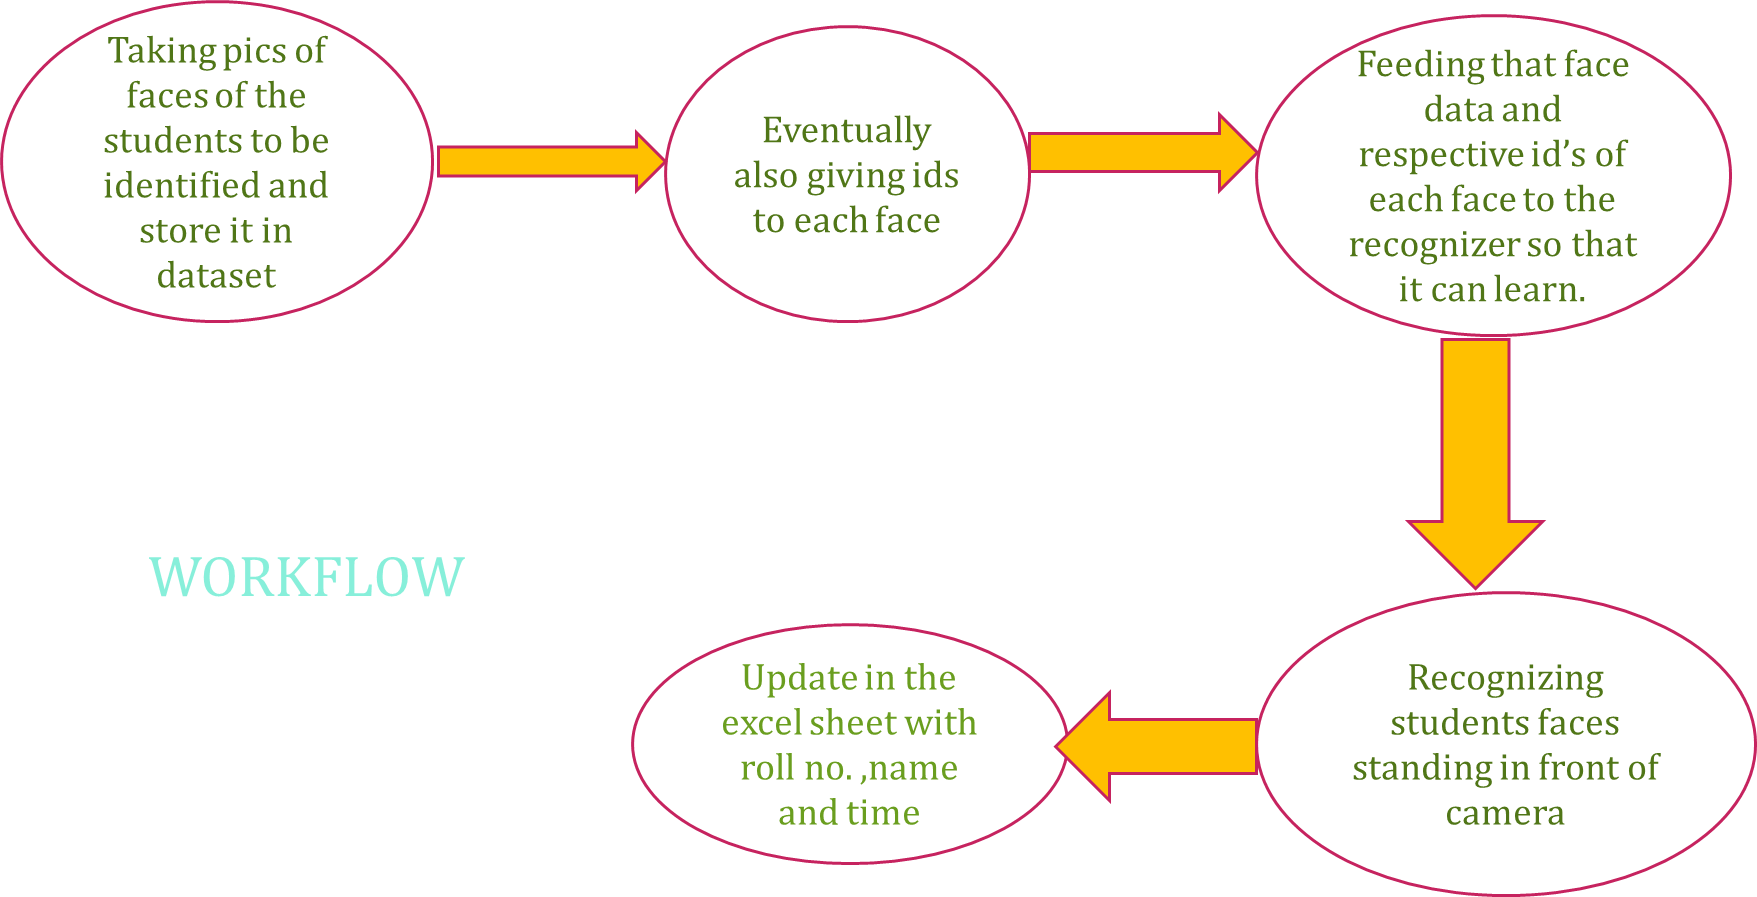 Taking pics of
faces of the
students to be
identified and
store it in
dataset
Eventually
also giving ids
to each face
Feeding that face
data and
respective id’s of
each face to the
recognizer so that
it can learn.
Recognizing
students faces
standing in front of
camera
Update in the
excel sheet with
roll no. ,name
and time
WORKFLOW